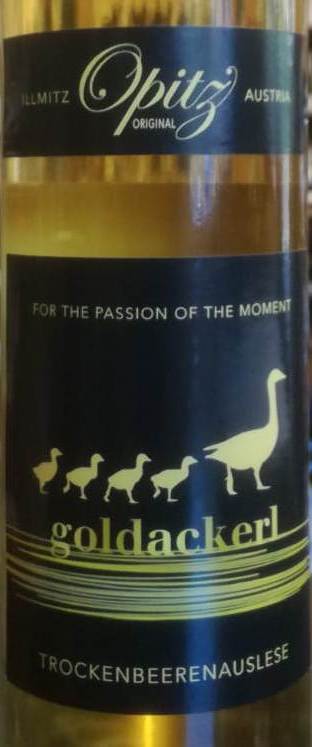 ILLMITZ Opitz AUSTRIA
ORIGINAL
FOR THE PASSION OF THE MOMENT
goldackerl
TROCKENBEERENAUSLESE